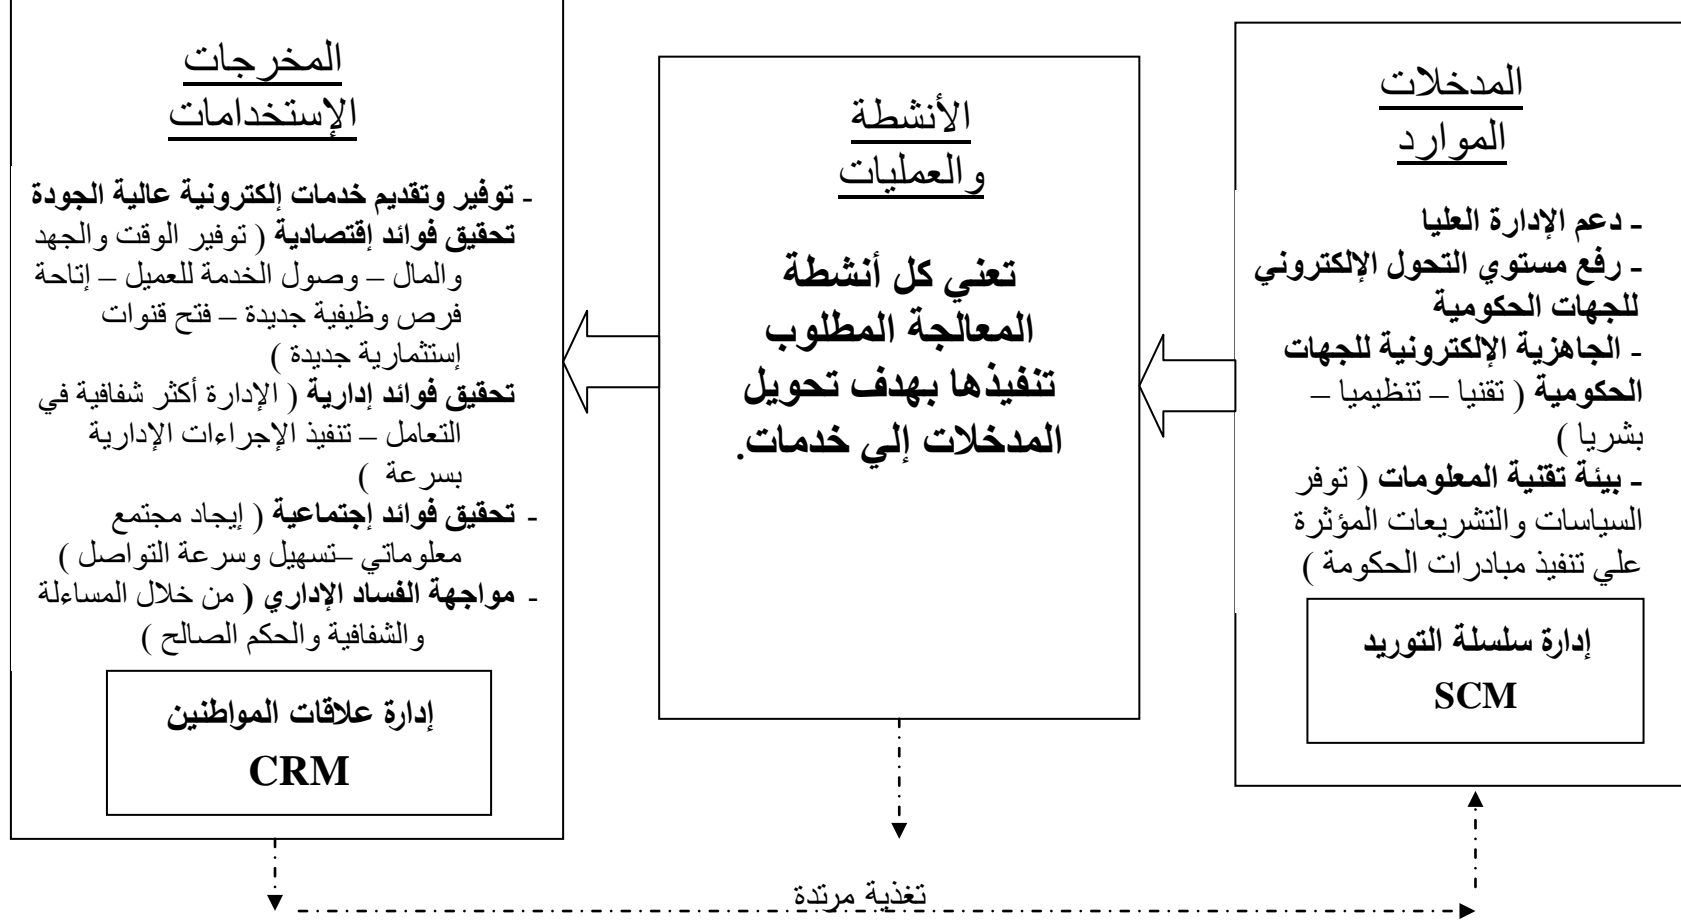 المدخلات
الموارد
- دعم الإدارة العليا
- رفع مستوي التحول الإلكتروني
للجهات الحكومية
- الجاهزية الإلكترونية للجهات
الحكومية ( تقنيا – تنظيميا –
بشريا )
- بيئة تقنية المعلومات ( توفر
السياسات والتشريعات المؤثرة
علي تنفيذ مبادرات الحكومة )
إدارة سلسلة التوريد
SCM
الأنشطة
والعمليات
تعني كل أنشطة
المعالجة المطلوب
تنفيذها بهدف تحويل
المدخلات إلي خدمات.
المخرجات
الإستخدامات
- توفير وتقديم خدمات إلكترونية عالية الجودة
تحقيق فوائد إقتصادية ( توفير الوقت والجهد
والمال – وصول الخدمة للعميل – إتاحة
فرص وظيفية جديدة – فتح قنوات
إستثمارية جديدة )
تحقيق فوائد إدارية ( الإدارة أكثر شفافية في
التعامل – تنفيذ الإجراءات الإدارية
بسرعة )
- تحقيق فوائد إجتماعية ( إيجاد مجتمع
معلوماتي –تسهيل وسرعة التواصل )
- مواجهة الفساد الإداري ( من خلال المساءلة
والشفافية والحكم الصالح )
إدارة علاقات المواطنين
CRM
تغذية مرتدة